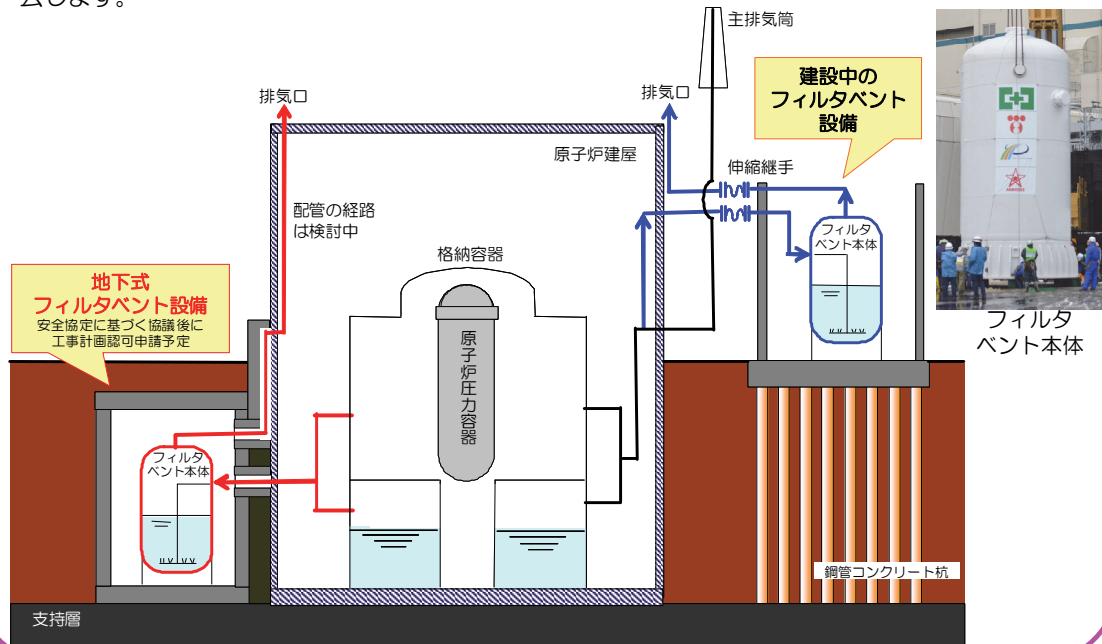 ムします。
主排気筒
建設中の
フィルタベント
設備
排気口
排気口
原子炉建屋
伸縮継手
配管の経路
は検討中
フィルタ
ベント本体
格納容器
地下式
フィルタベント設備
安全協定に基づく協議後に
工事計画認可申請予定
原子炉圧力容器
フィルタ
ベント本体
フィルタ
ベント本体
鋼管コンクリート杭
支持層